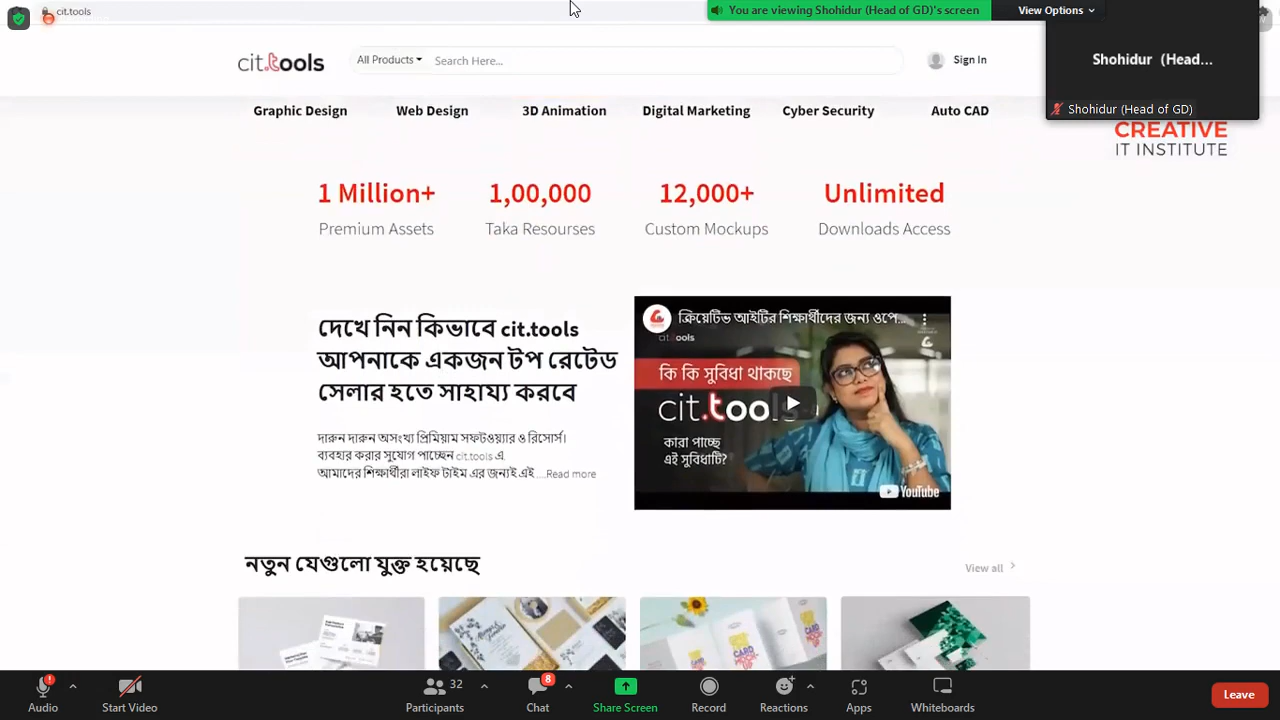 cit.tools
You are viewing Shohidur (Head of GD)'s screen
View Options
Shohidur (Head...
Shohidur (Head of GD)
cit.tools
All Products
Search Here...
Sign In
Graphic Design
Web Design
3D Animation
Digital Marketing
Cyber Security
Auto CAD
CREATIVE
IT INSTITUTE
1 Million+
1,00,000
12,000+
Unlimited
Premium Assets
Taka Resourses
Custom Mockups
Downloads Access
দেখে নিন কিভাবে cit.tools
আপনাকে একজন টপ রেটেড
সেলার হতে সাহায্য করবে
দারুন দারুন অসংখ্য প্রিমিয়াম সফটওয়্যার ও রিসোর্স।
ব্যবহার করার সুযোগ পাচ্ছেন cit.tools এ.
আমাদের শিক্ষার্থীরা লাইফ টাইম এর জন্যই এই ....Read more
ক্রিয়েটিভ আইটির শিক্ষার্থীদের জন্য ওপে...
cit.tools
কি কি সুবিধা থাকছে
cit.tools
কারা পাচ্ছে
এই সুবিধাটি?
YouTube
নতুন যেগুলো যুক্ত হয়েছে
View all
Audio
Start Video
32
Participants
8
Chat
Share Screen
Record
Reactions
Apps
Whiteboards
Leave